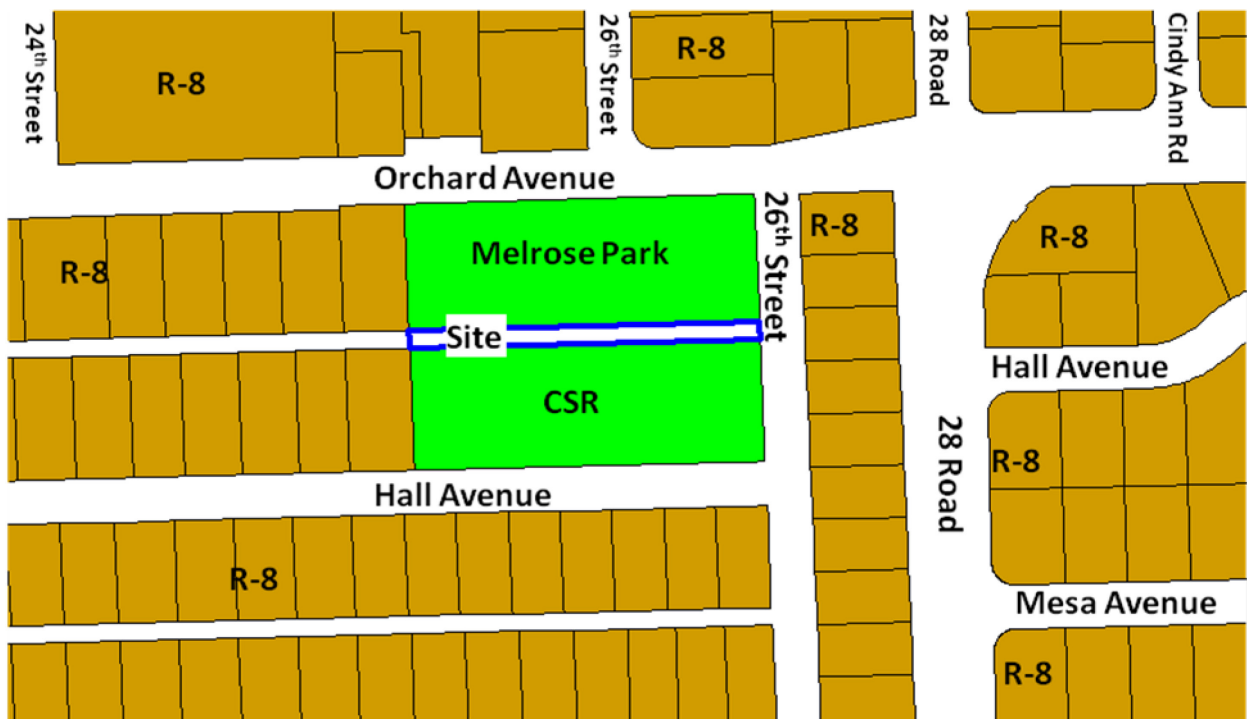 24th Street
R-8
26th Street
R-8
28 Road
Cindy Ann Rd
Orchard Avenue
R-8
Melrose Park
26th Street
R-8
R-8
Site
Hall Avenue
CSR
28 Road
R-8
Hall Avenue
R-8
Mesa Avenue
R-8